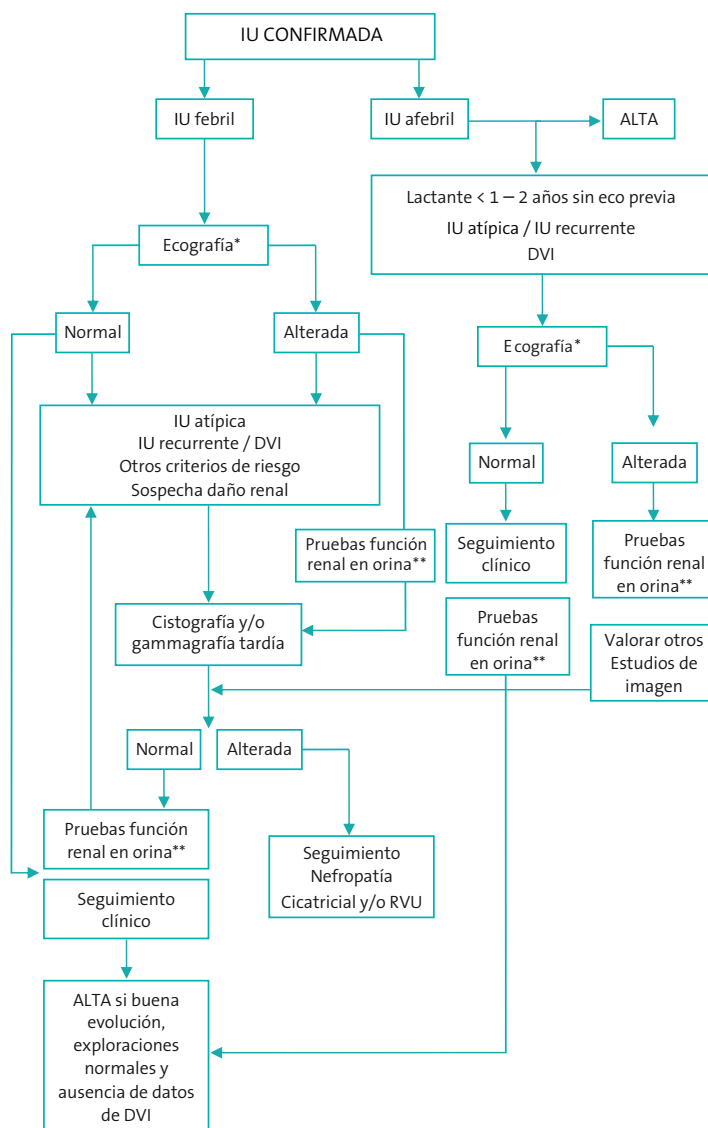 IU CONFIRMADA
IU febril
IU afebril
ALTA
Lactante < 1 – 2 años sin eco previa
IU atípica / IU recurrente
DVI
Ecografía*
Normal
Alterada
Ecografía*
IU atípica
IU recurrente / DVI
Otros criterios de riesgo
Sospecha daño renal
Normal
Alterada
Pruebas función
renal en orina**
Seguimiento
clínico
Pruebas
función renal
en orina**
Cistografía y/o
gammagrafía tardía
Pruebas
función renal
en orina**
Valorar otros
Estudios de
imagen
Normal
Alterada
Pruebas función
renal en orina**
Seguimiento
Nefropatía
Cicatricial y/o RVU
Seguimiento
clínico
ALTA si buena
evolución,
exploraciones
normales y
ausencia de datos
de DVI